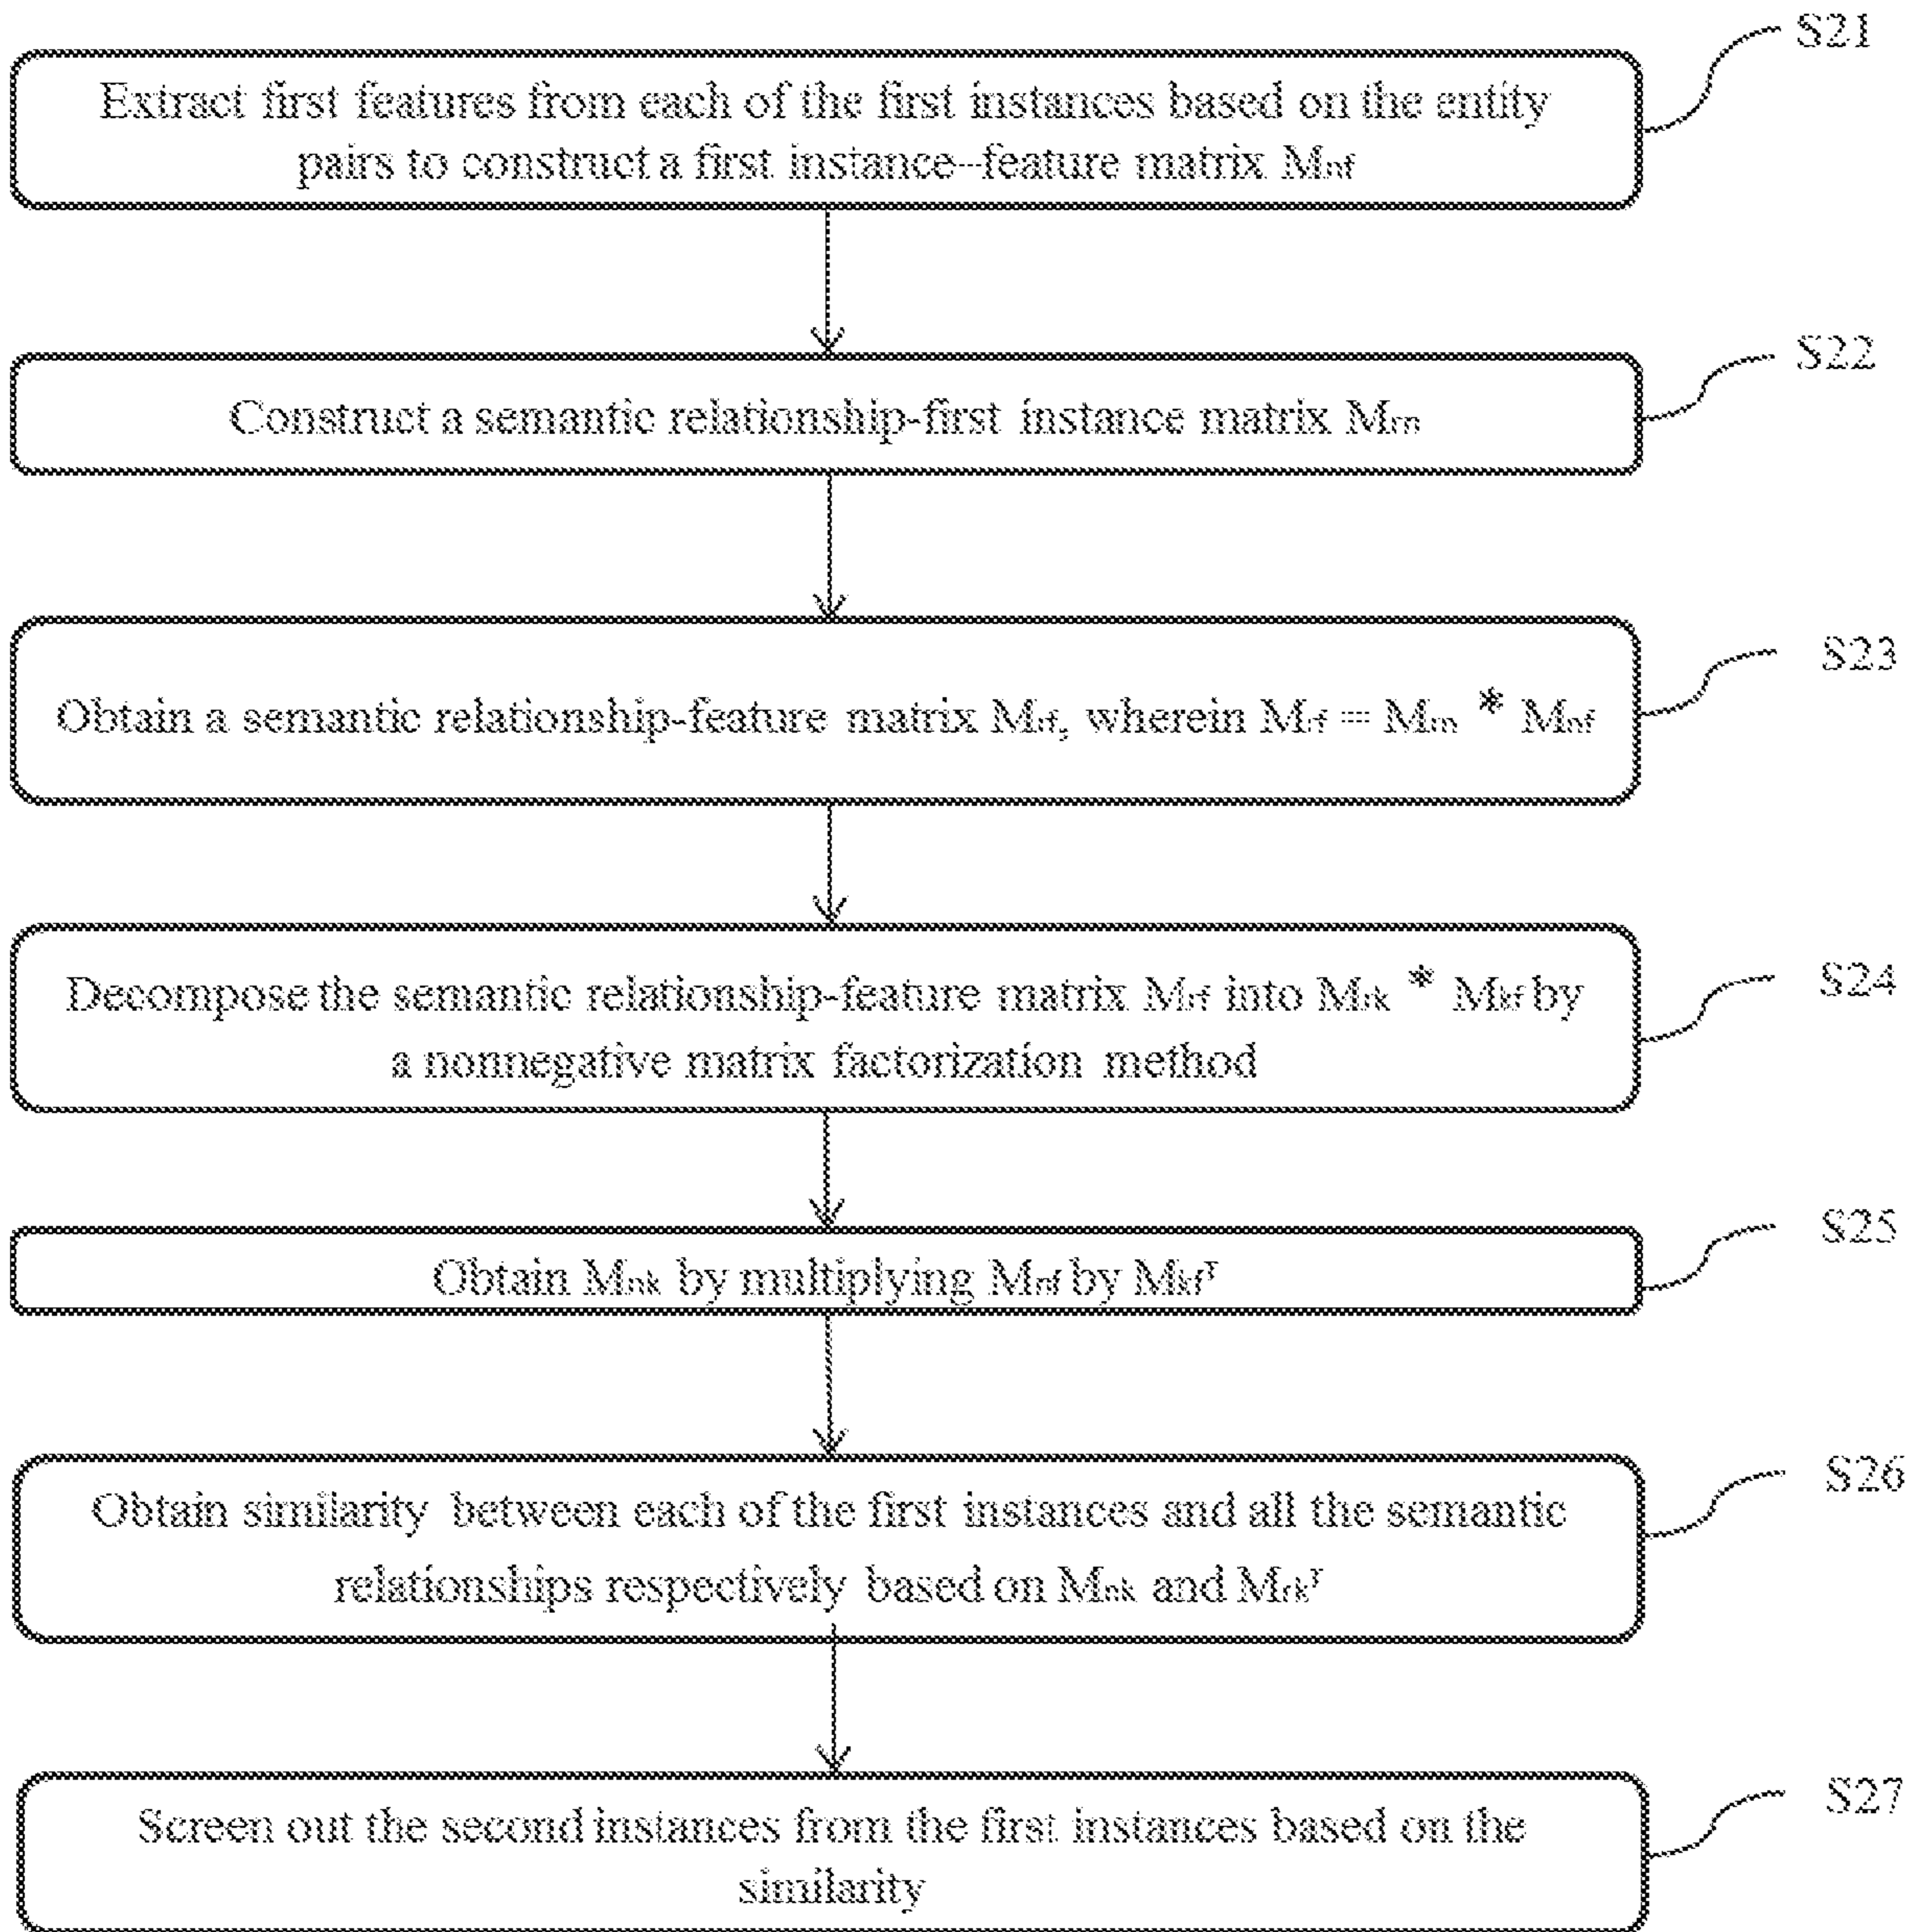 S21
Extract first features from each of the first instances based on the entity
pairs to construct a first instance-feature matrix Mnf
S22
Construct a semantic relationship-first instance matrix Mrn
S23
Obtain a semantic relationship-feature matrix Mrf, wherein Mrf = Mrn * Mnf
S24
Decompose the semantic relationship-feature matrix Mrf into Mrk * Mkf by
a nonnegative matrix factorization method
S25
Obtain Mnk by multiplying Mnf by MkfT
S26
Obtain similarity between each of the first instances and all the semantic
relationships respectively based on Mnk and MrkT
S27
Screen out the second instances from the first instances based on the
similarity